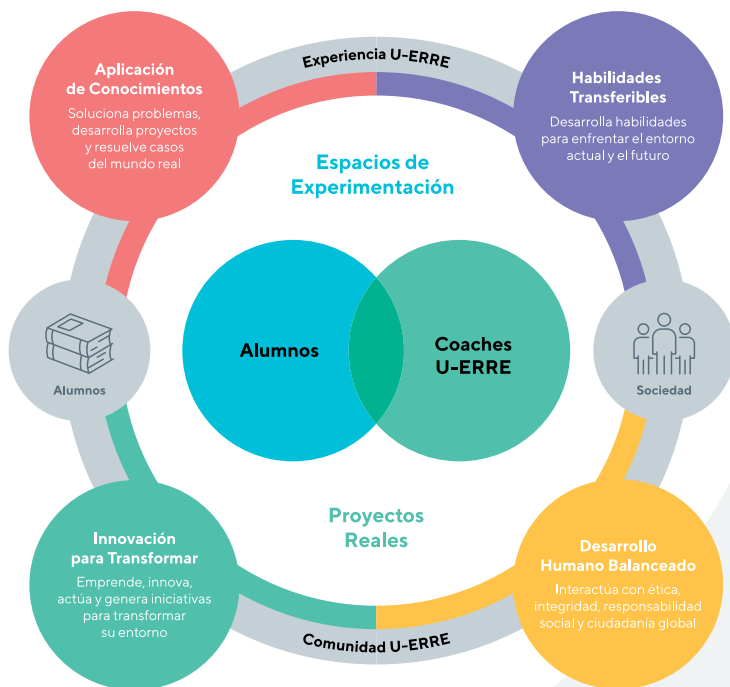 Experiencia U-ERRE
Aplicación
de Conocimientos
Soluciona problemas,
desarrolla proyectos
y resuelve casos
del mundo real
Habilidades
Transferibles
Desarrolla habilidades
para enfrentar el entorno
actual y el futuro
Espacios de
Experimentación
Alumnos
Alumnos
Coaches
U-ERRE
Sociedad
Proyectos
Reales
Innovación
para Transformar
Emprende, innova,
actúa y genera iniciativas
para transformar
su entorno
Desarrollo
Humano Balanceado
Interactúa con ética,
integridad, responsabilidad
social y ciudadanía global
Comunidad U-ERRE